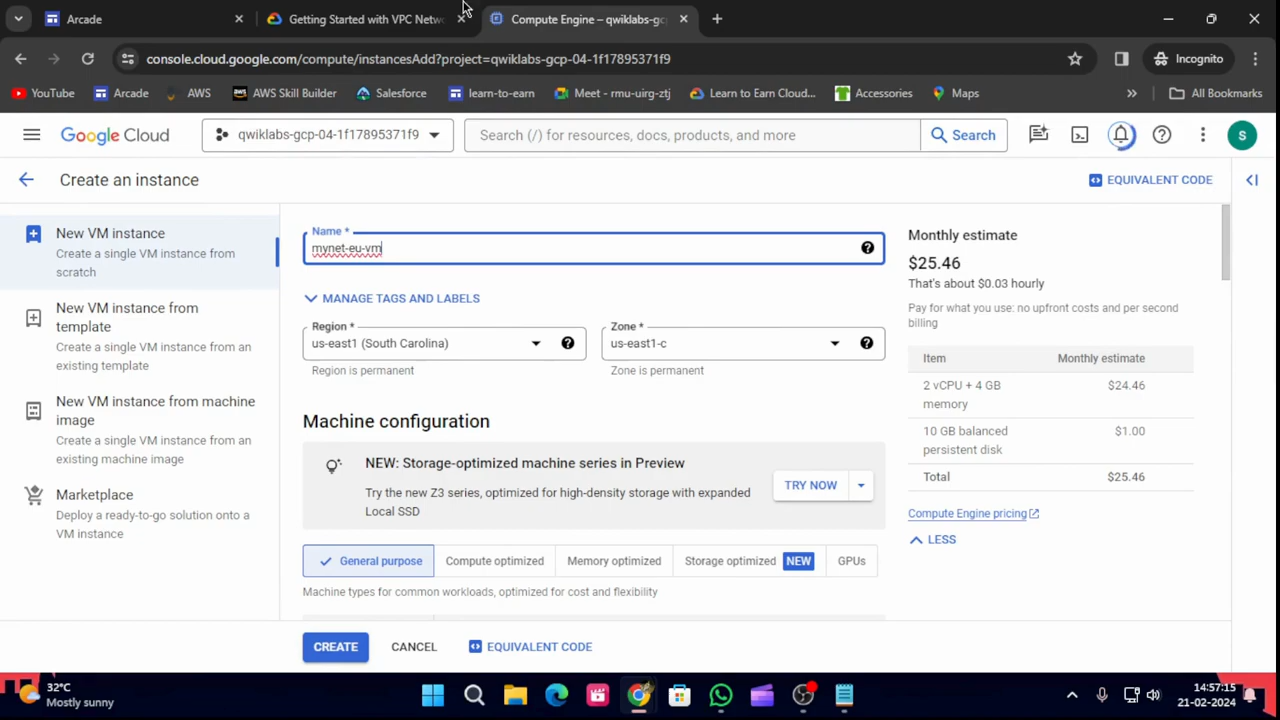 Arcade
Getting Started with VPC Netw
Compute Engine – qwiklabs-gcp
console.cloud.google.com/compute/instancesAdd?project=qwiklabs-gcp-04-1f17895371f9
Incognito
YouTube
Arcade
AWS
AWS Skill Builder
Salesforce
learn-to-earn
Meet - rmu-uirg-ztj
Learn to Earn Cloud...
Accessories
Maps
All Bookmarks
Google Cloud
qwiklabs-gcp-04-1f17895371f9
Search (/) for resources, docs, products, and more
Search
S
Create an instance
EQUIVALENT CODE
New VM instance
Create a single VM instance from
scratch
New VM instance from
template
Create a single VM instance from an
existing template
New VM instance from machine
image
Create a single VM instance from an
existing machine image
Marketplace
Deploy a ready-to-go solution onto a
VM instance
Name *
mynet-eu-vm
MANAGE TAGS AND LABELS
Region *
us-east1 (South Carolina)
Region is permanent
Zone *
us-east1-c
Zone is permanent
Machine configuration
NEW: Storage-optimized machine series in Preview
Try the new Z3 series, optimized for high-density storage with expanded
Local SSD
TRY NOW
General purpose
Compute optimized
Memory optimized
Storage optimized NEW
GPUs
Machine types for common workloads, optimized for cost and flexibility
CREATE
CANCEL
EQUIVALENT CODE
Monthly estimate
$25.46
That's about $0.03 hourly
Pay for what you use: no upfront costs and per second
billing
Item Monthly estimate
2 vCPU + 4 GB
memory
$24.46
10 GB balanced
persistent disk
$1.00
Total $25.46
Compute Engine pricing
LESS
32°C
Mostly sunny
14:57:15
21-02-2024